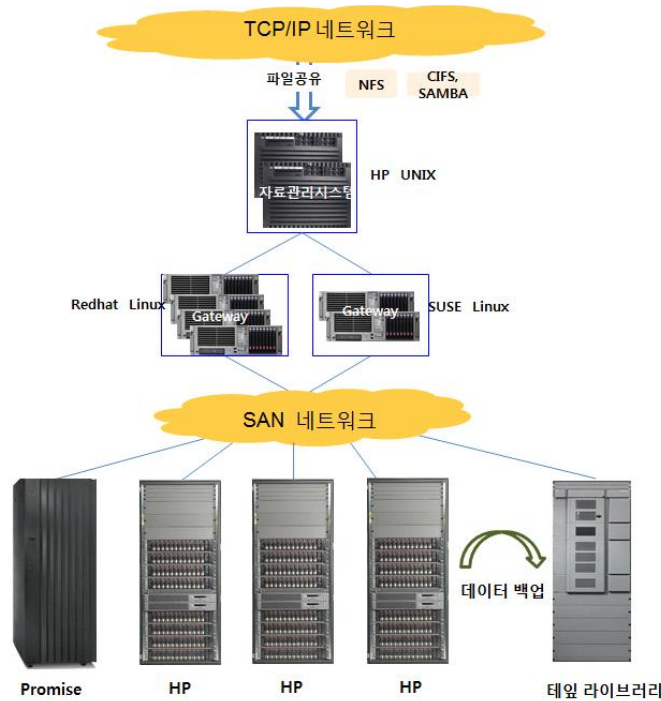 TCP/IP 네트워크
파일공유
NFS
CIFS,
SAMBA
자료관리시스템
HP UNIX
Redhat Linux
Gateway
Gateway
SUSE Linux
SAN 네트워크
데이터 백업
Promise
HP
HP
HP
테잎 라이브러리